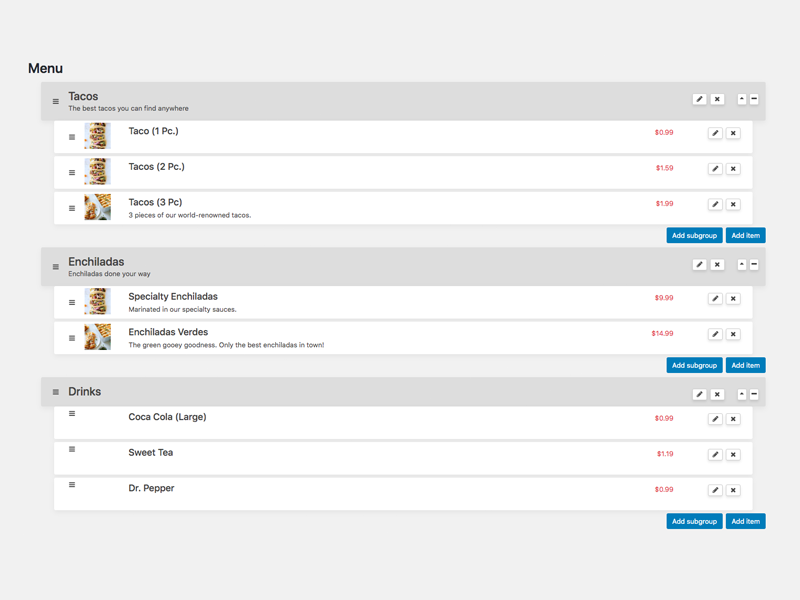 Menu
Tacos
The best tacos you can find anywhere
Taco (1 Pc.)
$0.99
Tacos (2 Pc.)
$1.59
Tacos (3 Pc)
$1.99
3 pieces of our world-renowned tacos.
Add subgroup
Add item
Enchiladas
Enchiladas done your way
Specialty Enchiladas
$9.99
Marinated in our specialty sauces.
Enchiladas Verdes
$14.99
The green gooey goodness. Only the best enchiladas in town!
Add subgroup
Add item
Drinks
Coca Cola (Large)
$0.99
Sweet Tea
$1.19
Dr. Pepper
$0.99
Add subgroup
Add item